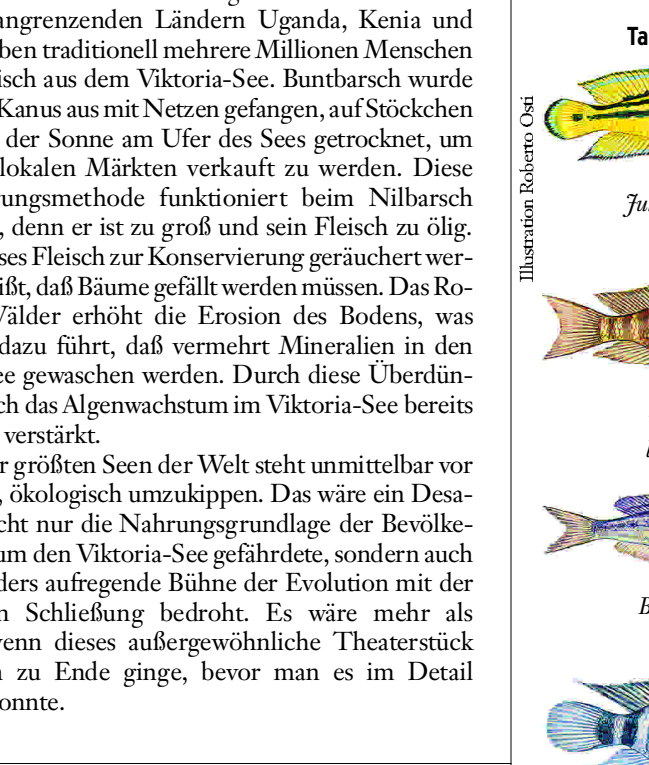 angrenzenden Ländern Uganda, Kenia und
ben traditionell mehrere Millionen Menschen
isch aus dem Viktoria-See. Buntbarsch wurde
Kanus aus mit Netzen gefangen, auf Stöckchen
der Sonne am Ufer des Sees getrocknet, um
lokalen Märkten verkauft zu werden. Diese
rungsmethode funktioniert beim Nilbarsch
, denn er ist zu groß und sein Fleisch zu ölig.
ses Fleisch zur Konservierung geräuchert wer-
ißt, daß Bäume gefällt werden müssen. Das Ro-
Wälder erhöht die Erosion des Bodens, was
dazu führt, daß vermehrt Mineralien in den
ee gewaschen werden. Durch diese Überdün-
ch das Algenwachstum im Viktoria-See bereits
verstärkt.
r größten Seen der Welt steht unmittelbar vor
, ökologisch umzukippen. Das wäre ein Desa-
cht nur die Nahrungsgrundlage der Bevölke-
um den Viktoria-See gefährdete, sondern auch
ders aufregende Bühne der Evolution mit der
n Schließung bedroht. Es wäre mehr als
wenn dieses außergewöhnliche Theaterstück
n zu Ende ginge, bevor man es im Detail
onnte.
Illustration Roberto Osti
Ta
Ju
B